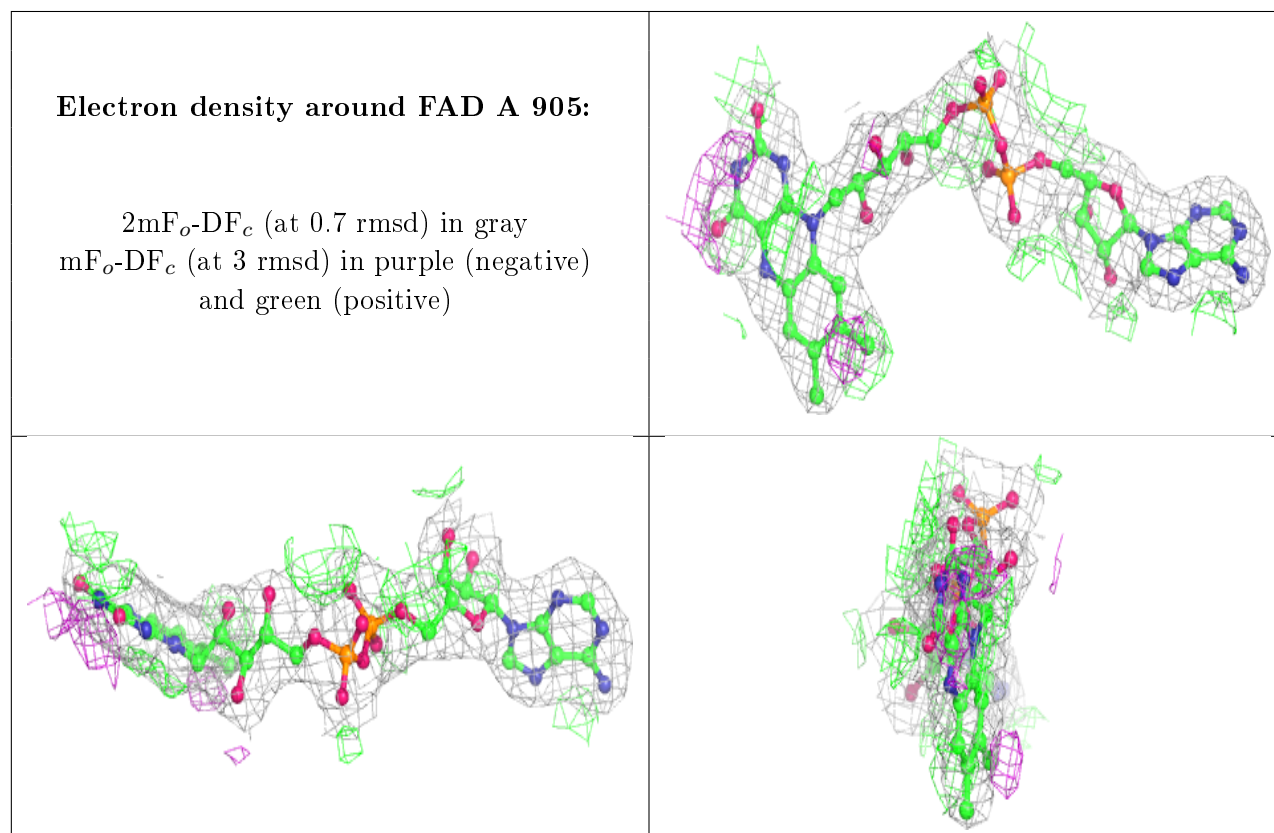 Electron density around FAD A 905:
2mFo-DFc (at 0.7 rmsd) in gray
mFo-DFc (at 3 rmsd) in purple (negative)
and green (positive)